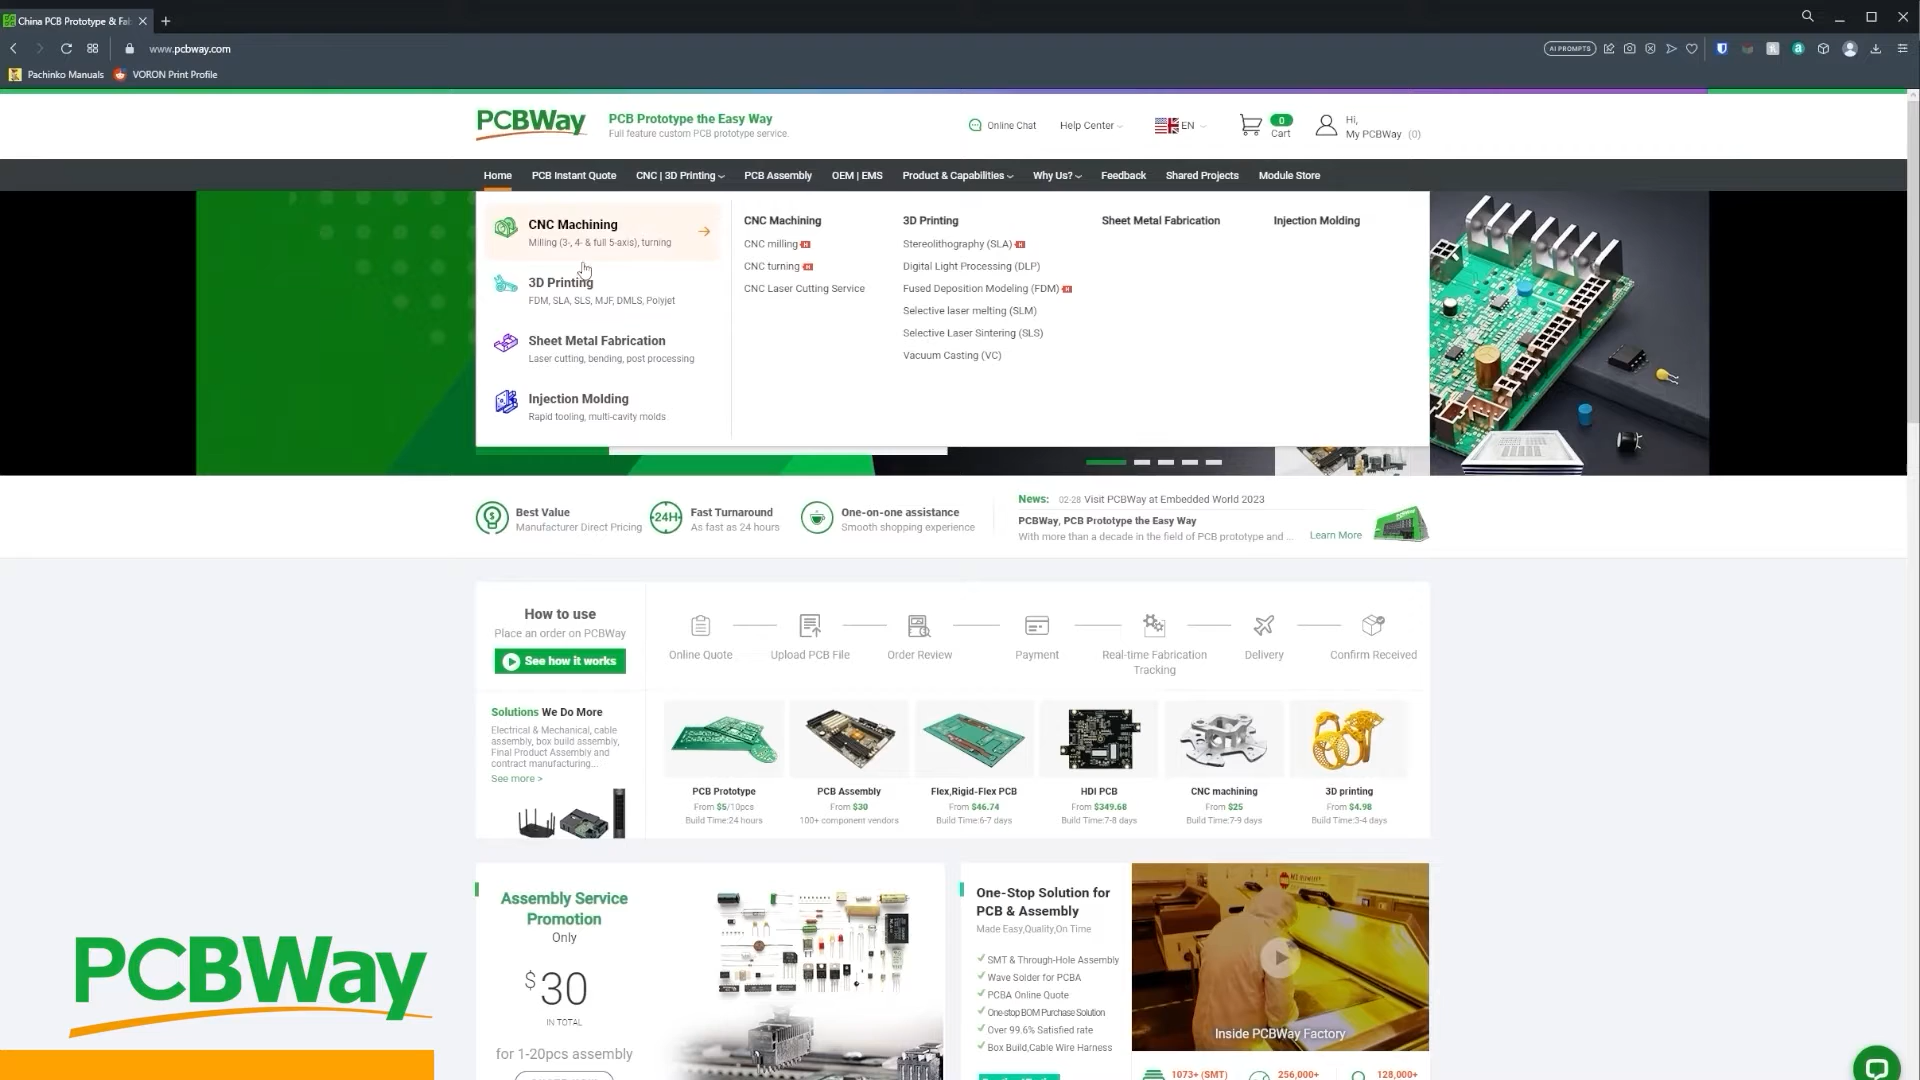 China PCB Prototype & Fab
www.pcbway.com
AI PROMPTS
Pachinko Manuals
VORON Print Profile
PCBWay
PCB Prototype the Easy Way
Full feature custom PCB prototype service.
Online Chat
Help Center
EN
0
Cart
Hi,
My PCBWay (0)
Home
PCB Instant Quote
CNC | 3D Printing
PCB Assembly
OEM | EMS
Product & Capabilities
Why Us?
Feedback
Shared Projects
Module Store
CNC Machining
Milling (3-, 4- & full 5-axis), turning
3D Printing
FDM, SLA, SLS, MJF, DMLS, Polyjet
Sheet Metal Fabrication
Laser cutting, bending, post processing
Injection Molding
Rapid tooling, multi-cavity molds
CNC Machining
CNC milling
CNC turning
CNC Laser Cutting Service
3D Printing
Stereolithography (SLA)
Digital Light Processing (DLP)
Fused Deposition Modeling (FDM)
Selective laser melting (SLM)
Selective Laser Sintering (SLS)
Vacuum Casting (VC)
Sheet Metal Fabrication
Injection Molding
Best Value
Manufacturer Direct Pricing
24H
Fast Turnaround
As fast as 24 hours
One-on-one assistance
Smooth shopping experience
News: 02-28 Visit PCBWay at Embedded World 2023
PCBWay, PCB Prototype the Easy Way
With more than a decade in the field of PCB prototype and ...
Learn More
How to use
Place an order on PCBWay
See how it works
Online Quote
Upload PCB File
Order Review
Payment
Real-time Fabrication
Tracking
Delivery
Confirm Received
Solutions We Do More
Electrical & Mechanical, cable
assembly, box build assembly,
Final Product Assembly and
contract manufacturing...
See more >
PCB Prototype
From $5/10pcs
Build Time:24 hours
PCB Assembly
From $30
100+ component vendors
Flex,Rigid-Flex PCB
From $46.74
Build Time:6-7 days
HDI PCB
From $349.68
Build Time:7-8 days
CNC machining
From $25
Build Time:7-9 days
3D printing
From $4.98
Build Time:3-4 days
Assembly Service
Promotion
Only
$30
IN TOTAL
for 1-20pcs assembly
One-Stop Solution for
PCB & Assembly
Made Easy,Quality,On Time
SMT & Through-Hole Assembly
Wave Solder for PCBA
PCBA Online Quote
One-stop BOM Purchase Solution
Over 99.6% Satisfied rate
Box Build,Cable Wire Harness
Inside PCBWay Factory
1073+ (SMT)
256,000+
128,000+
PCBWay